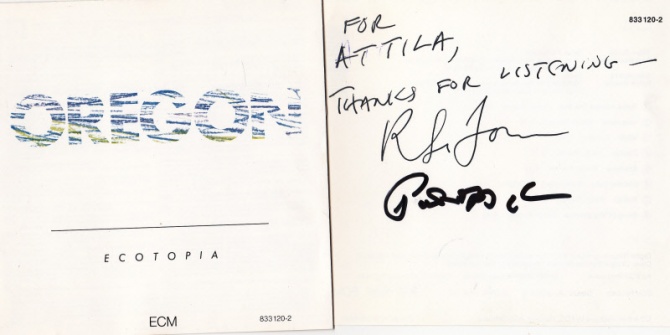 OREGON
ECOTOPIA
ECM
833 120-2
833 120-2
FOR
ATTILA,
THANKS FOR LISTENING —